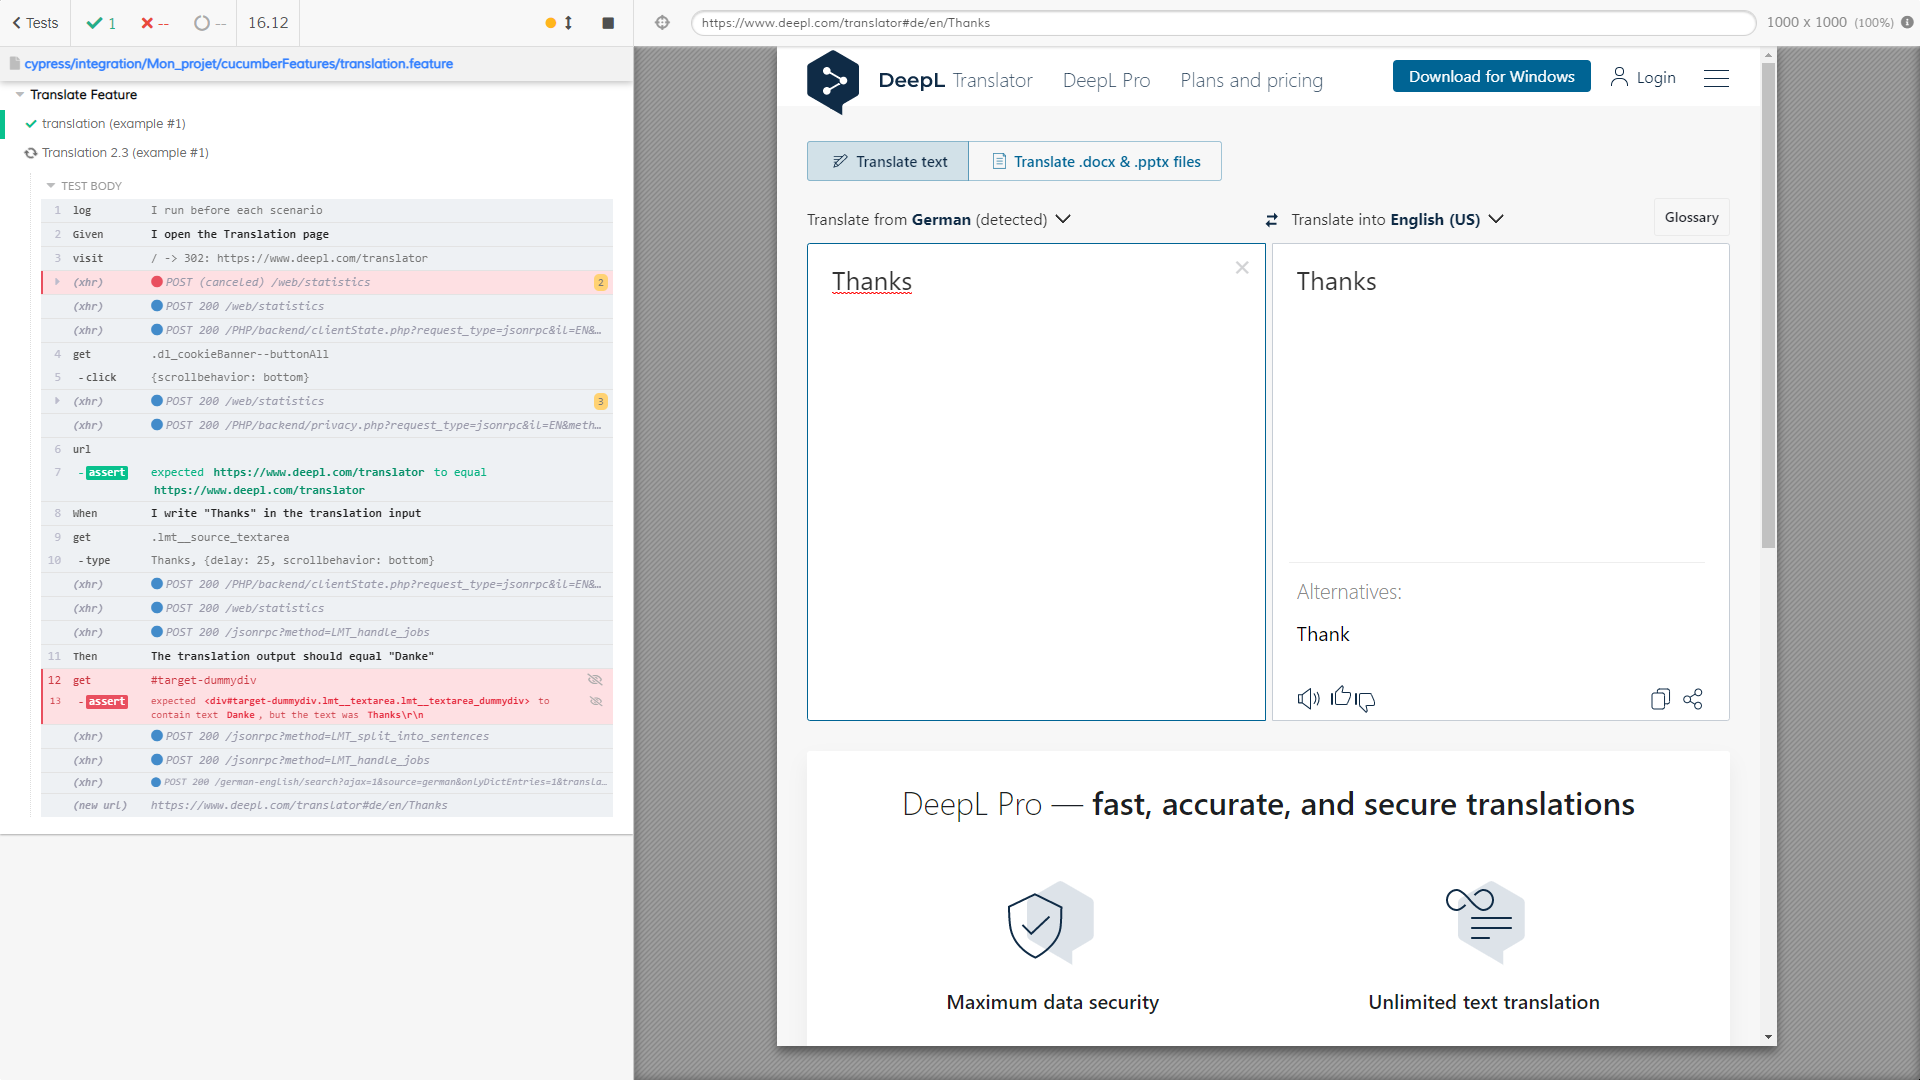 Tests
1
--
--
16.12
cypress/integration/Mon_projet/cucumberFeatures/translation.feature
Translate Feature
translation (example #1)
Translation 2.3 (example #1)
TEST BODY
1 log I run before each scenario
2 Given I open the Translation page
3 visit / -> 302: https://www.deepl.com/translator
(xhr) POST (canceled) /web/statistics 2
(xhr) POST 200 /web/statistics
(xhr) POST 200 /PHP/backend/clientState.php?request_type=jsonrpc&il=EN&…
4 get .dl_cookieBanner--buttonAll
5 -click {scrollbehavior: bottom}
(xhr) POST 200 /web/statistics 3
(xhr) POST 200 /PHP/backend/privacy.php?request_type=jsonrpc&il=EN&meth…
6 url
7 -assert expected https://www.deepl.com/translator to equal
https://www.deepl.com/translator
8 When I write "Thanks" in the translation input
9 get .lmt__source_textarea
10 -type Thanks, {delay: 25, scrollbehavior: bottom}
(xhr) POST 200 /PHP/backend/clientState.php?request_type=jsonrpc&il=EN&…
(xhr) POST 200 /web/statistics
(xhr) POST 200 /jsonrpc?method=LMT_handle_jobs
11 Then The translation output should equal "Danke"
12 get #target-dummydiv
13 -assert expected <div#target-dummydiv.lmt__textarea.lmt__textarea_dummydiv> to
contain text Danke, but the text was Thanks\r\n
(xhr) POST 200 /jsonrpc?method=LMT_split_into_sentences
(xhr) POST 200 /jsonrpc?method=LMT_handle_jobs
(xhr) POST 200 /german-english/search?ajax=1&source=german&onlyDictEntries=1&transla…
(new url) https://www.deepl.com/translator#de/en/Thanks
https://www.deepl.com/translator#de/en/Thanks
1000 x 1000 (100%)
DeepL Translator
DeepL Pro
Plans and pricing
Download for Windows
Login
Translate text
Translate .docx & .pptx files
Translate from German (detected)
Translate into English (US)
Glossary
Thanks
Thanks
Alternatives:
Thank
DeepL Pro — fast, accurate, and secure translations
Maximum data security
Unlimited text translation